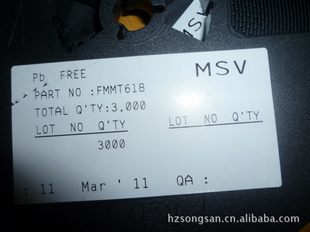 MSV
Pb FREE
MSV
PART NO :FMMT618
TOTAL Q'TY:3.000
LOT NO Q'TY LOT NO Q'TY
3000
: 11 Mar ' 11 QA :
hzsongsan.cn.alibaba.com